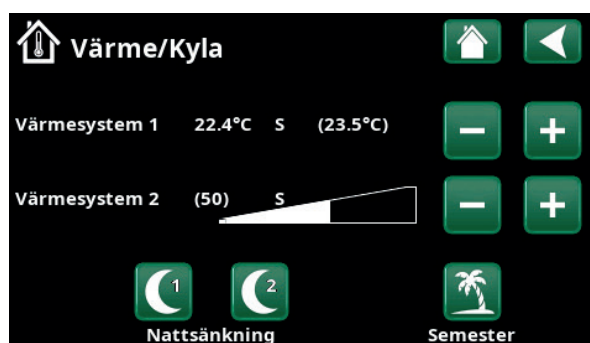 Värme/Kyla
Värmesystem 1 22.4°C S (23.5°C)
Värmesystem 2 (50) S
1 2
Nattsänkning Semester